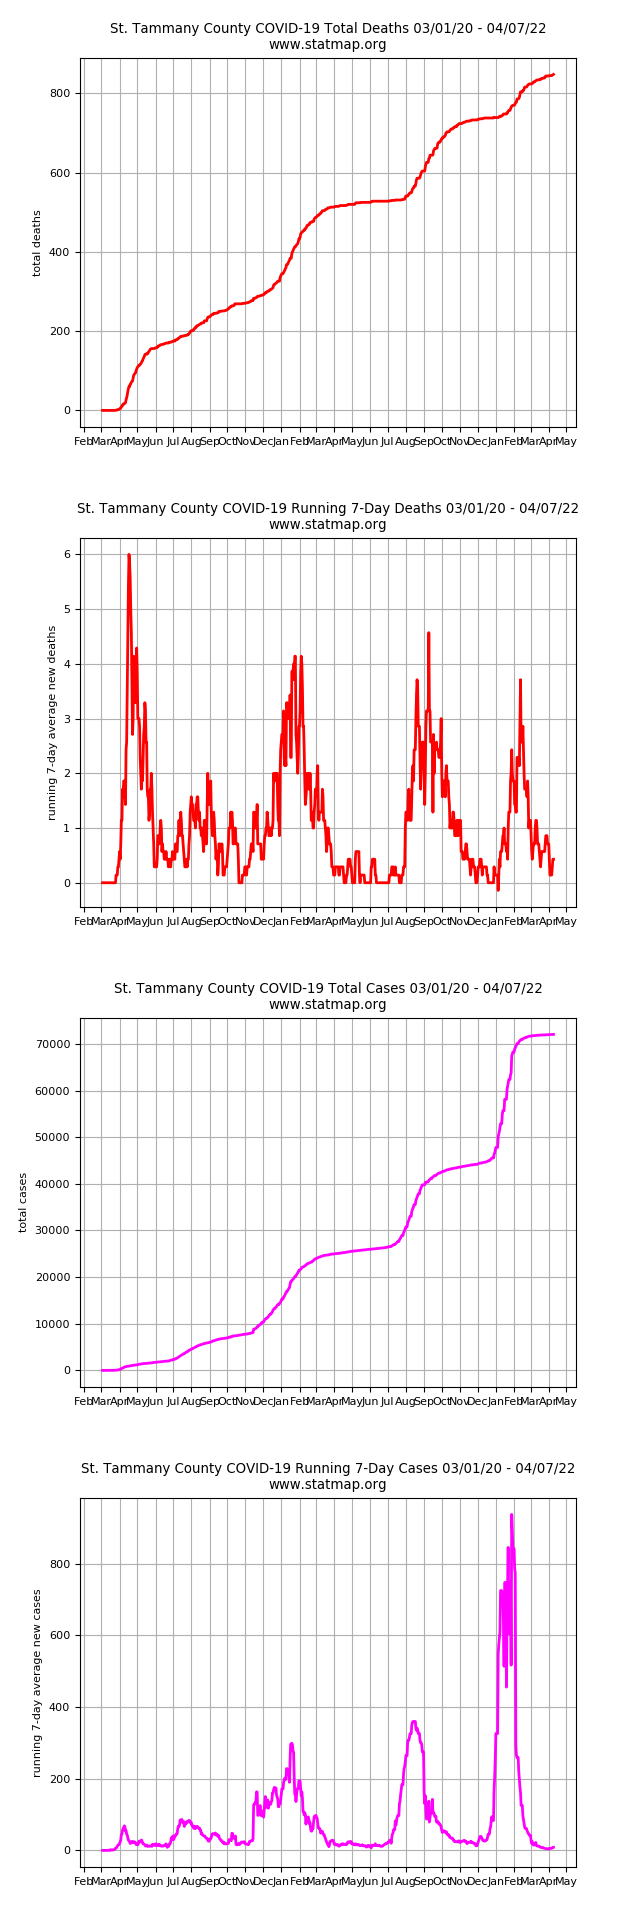 St. Tammany County COVID-19 Total Deaths 03/01/20 - 04/07/22
www.statmap.org
800
600
400
200
0
total deaths
Feb Mar Apr May Jun Jul Aug Sep Oct Nov Dec Jan Feb Mar Apr May Jun Jul Aug Sep Oct Nov Dec Jan Feb Mar Apr May
St. Tammany County COVID-19 Running 7-Day Deaths 03/01/20 - 04/07/22
www.statmap.org
6
5
4
3
2
1
0
running 7-day average new deaths
Feb Mar Apr May Jun Jul Aug Sep Oct Nov Dec Jan Feb Mar Apr May Jun Jul Aug Sep Oct Nov Dec Jan Feb Mar Apr May
St. Tammany County COVID-19 Total Cases 03/01/20 - 04/07/22
www.statmap.org
70000
60000
50000
40000
30000
20000
10000
0
total cases
Feb Mar Apr May Jun Jul Aug Sep Oct Nov Dec Jan Feb Mar Apr May Jun Jul Aug Sep Oct Nov Dec Jan Feb Mar Apr May
St. Tammany County COVID-19 Running 7-Day Cases 03/01/20 - 04/07/22
www.statmap.org
800
600
400
200
0
running 7-day average new cases
Feb Mar Apr May Jun Jul Aug Sep Oct Nov Dec Jan Feb Mar Apr May Jun Jul Aug Sep Oct Nov Dec Jan Feb Mar Apr May